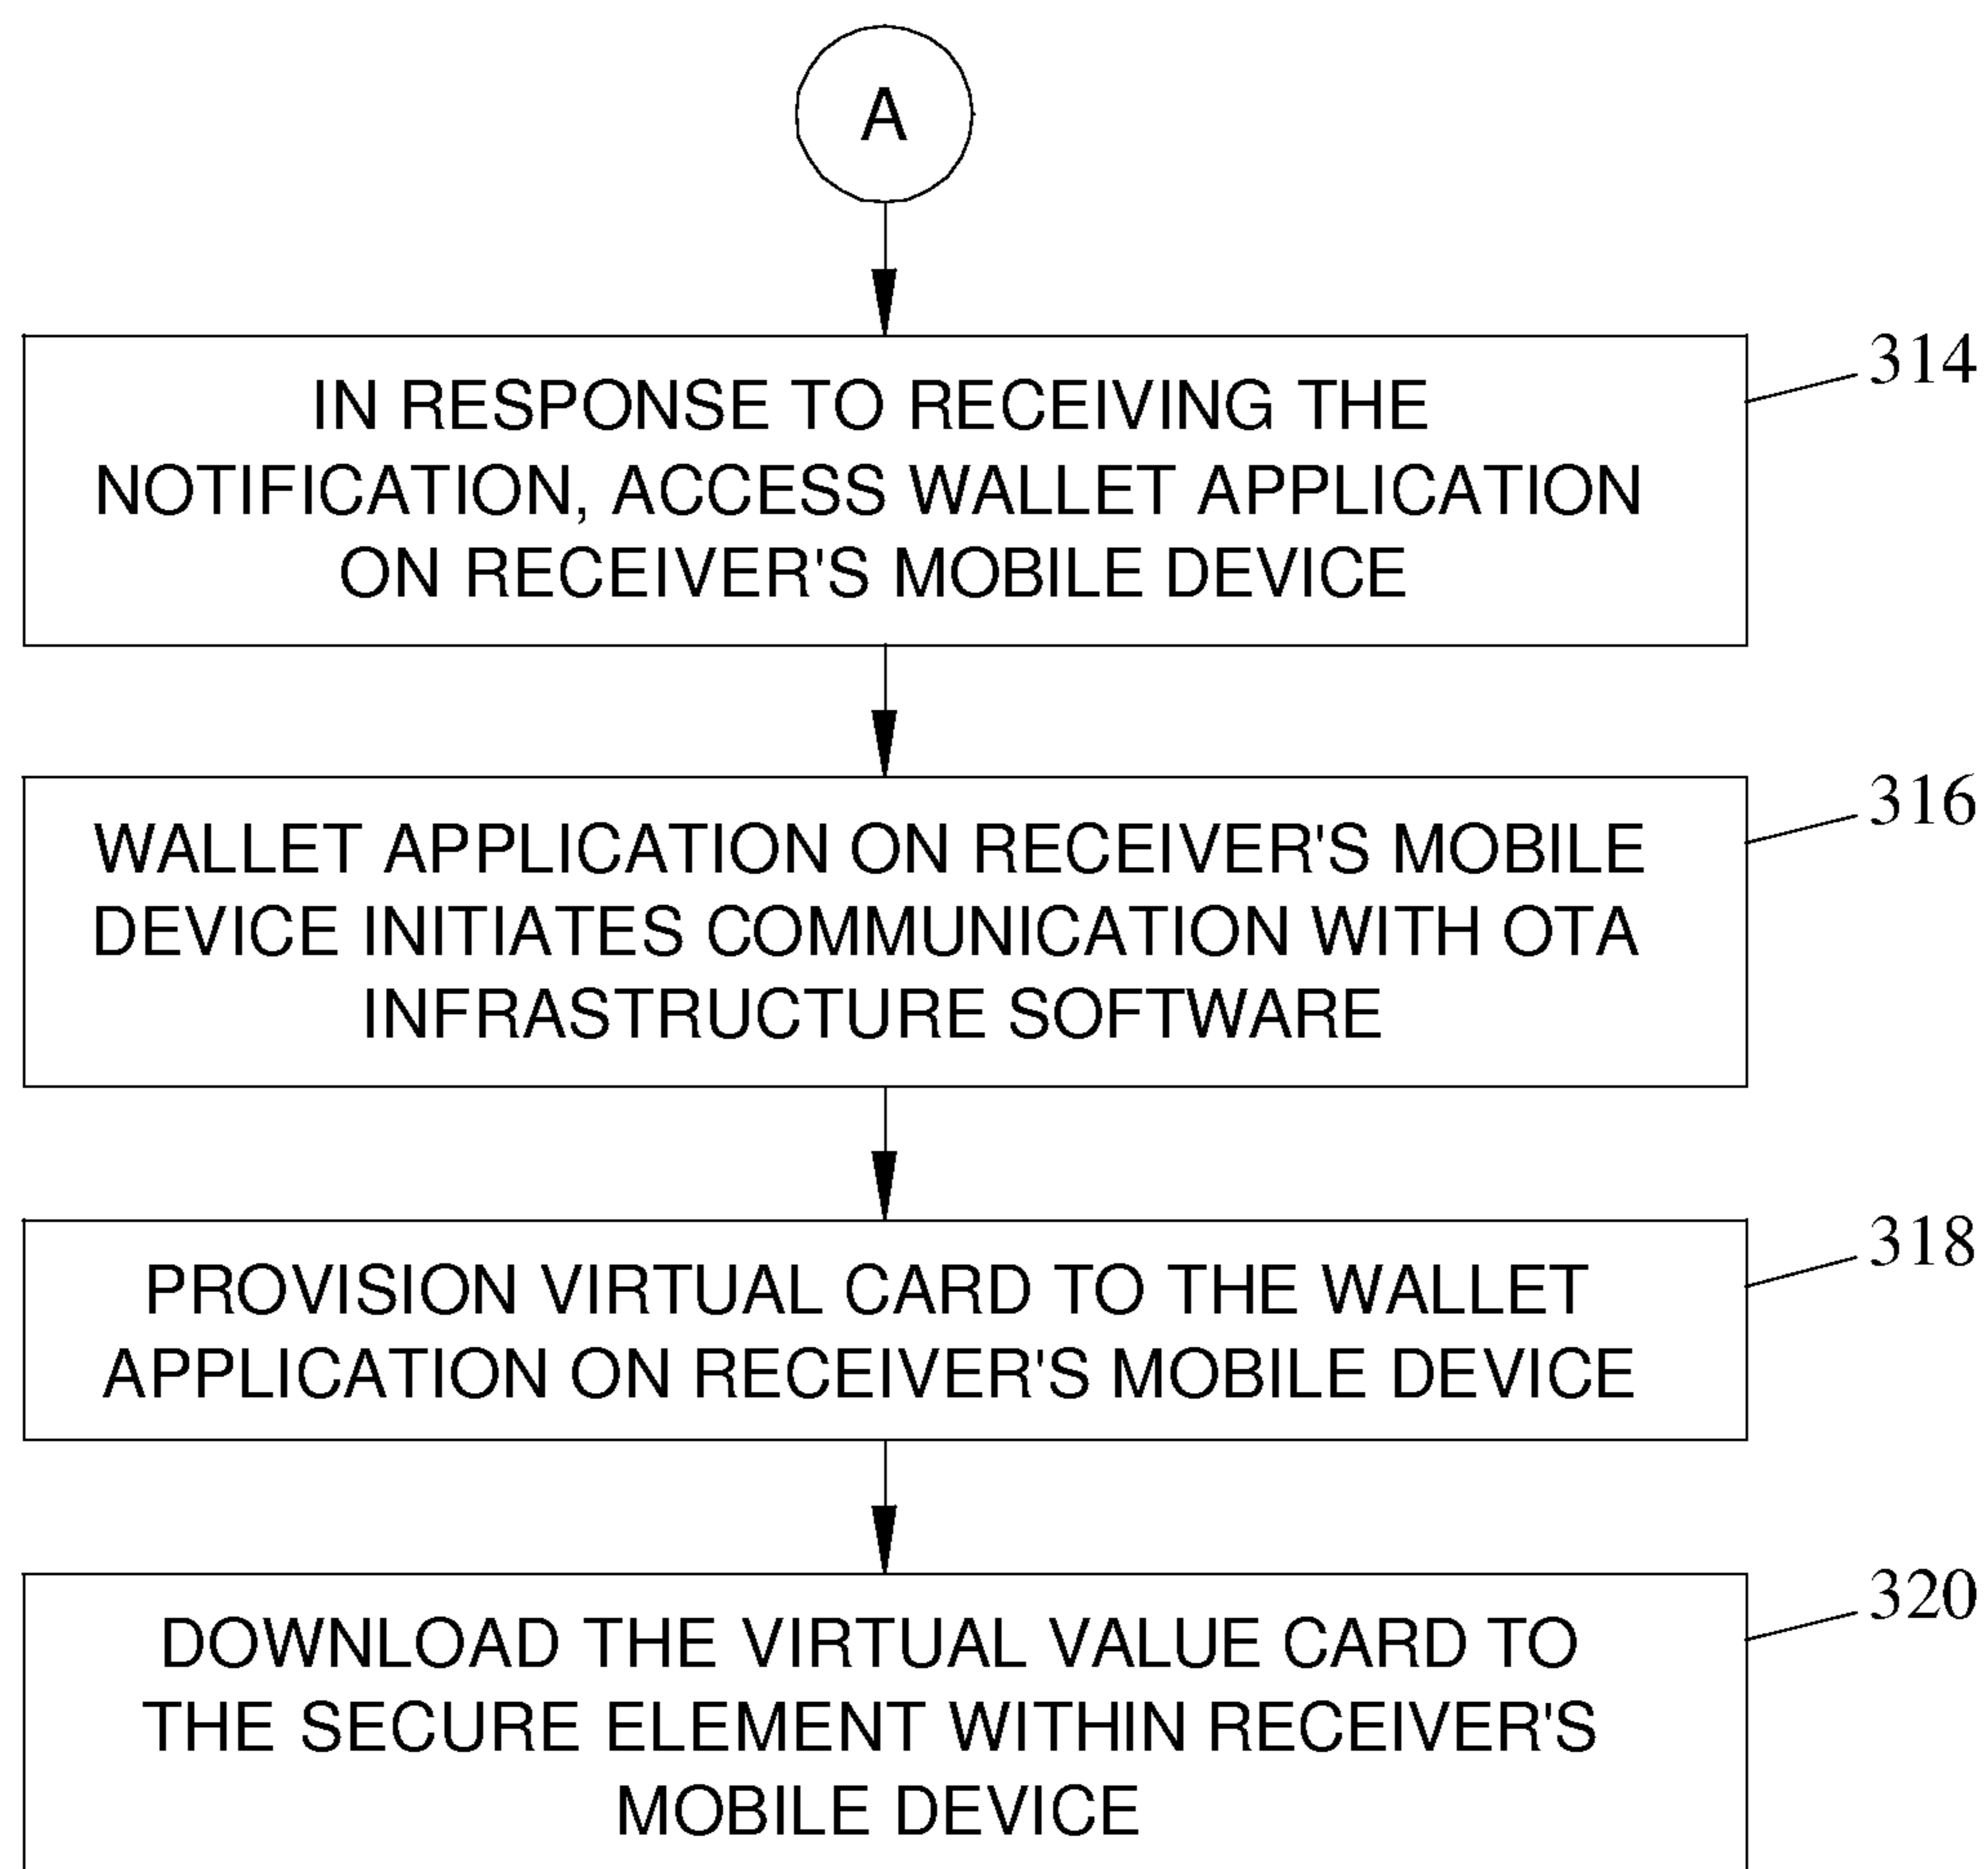 A
IN RESPONSE TO RECEIVING THE
NOTIFICATION, ACCESS WALLET APPLICATION
ON RECEIVER'S MOBILE DEVICE
314
WALLET APPLICATION ON RECEIVER'S MOBILE
DEVICE INITIATES COMMUNICATION WITH OTA
INFRASTRUCTURE SOFTWARE
316
PROVISION VIRTUAL CARD TO THE WALLET
APPLICATION ON RECEIVER'S MOBILE DEVICE
318
DOWNLOAD THE VIRTUAL VALUE CARD TO
THE SECURE ELEMENT WITHIN RECEIVER'S
MOBILE DEVICE
320